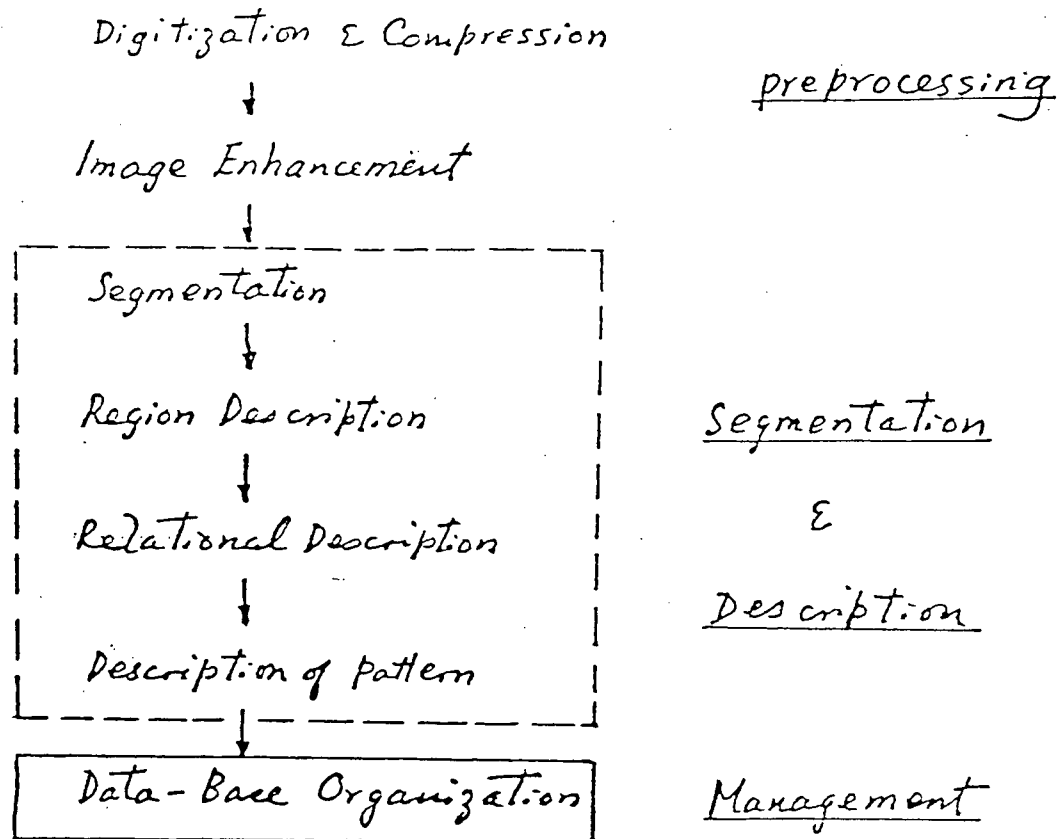 Digitization & Compression
preprocessing
Image Enhancement
Segmentation
Region Description
Segmentation
&
Relational Description
Description
Description of pattern
Data-Base Organization
Management